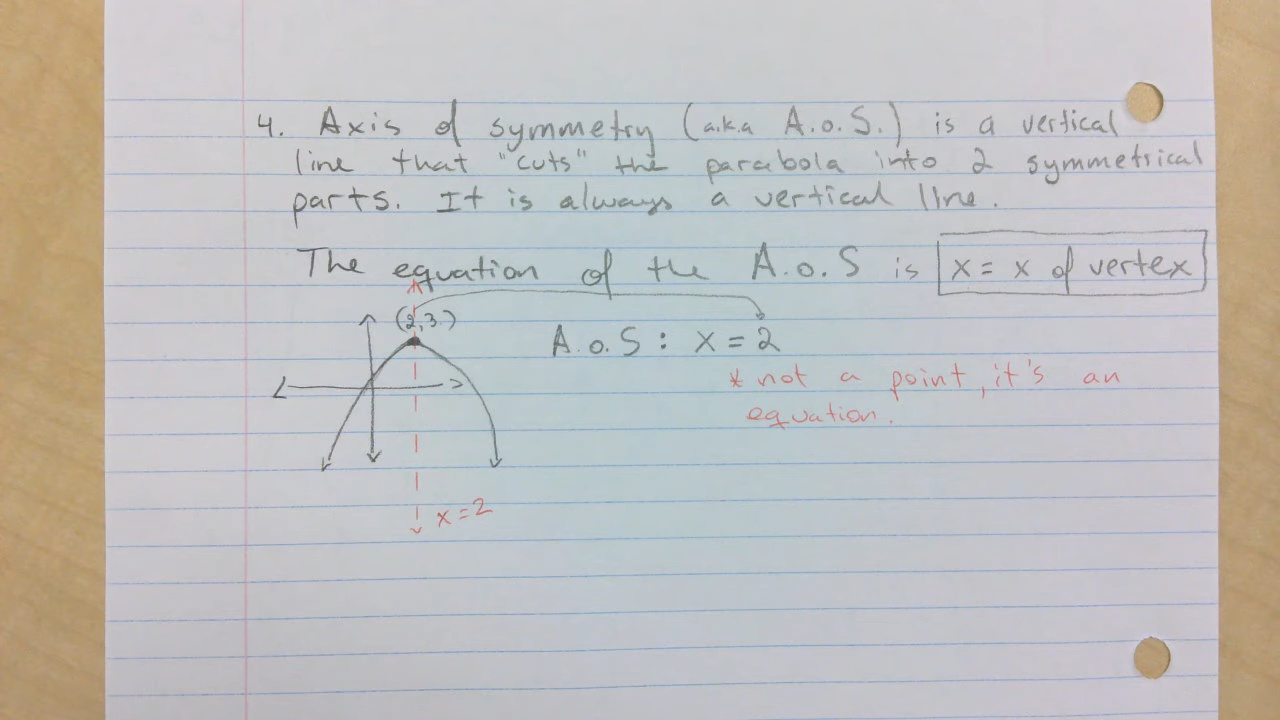 4. Axis of symmetry (a.k.a A.o.S.) is a vertical
line that "cuts" the parabola into 2 symmetrical
parts. It is always a vertical line.
The equation of the A.o.S is x = x of vertex
(2,3)
A.o.S : x = 2
* not a point, it's an
equation.
x = 2